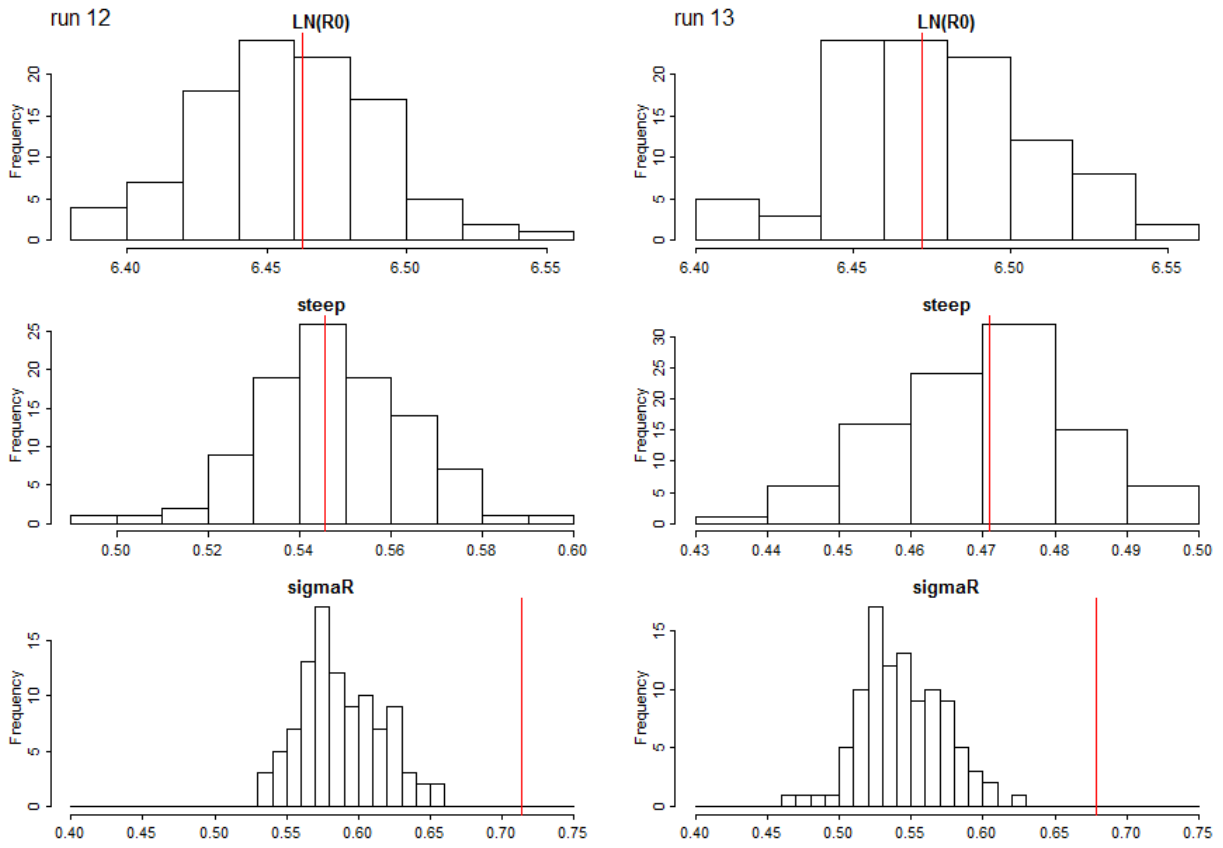 run 12
LN(R0)
Frequency
0 5 10 15 20
6.40 6.45 6.50 6.55
run 13
LN(R0)
Frequency
0 5 10 15 20
6.40 6.45 6.50 6.55
steep
Frequency
0 5 10 15 20 25
0.50 0.52 0.54 0.56 0.58 0.60
steep
Frequency
0 5 10 15 20 25 30
0.43 0.44 0.45 0.46 0.47 0.48 0.49 0.50
sigmaR
Frequency
0 5 10 15
0.40 0.45 0.50 0.55 0.60 0.65 0.70 0.75
sigmaR
Frequency
0 5 10 15
0.40 0.45 0.50 0.55 0.60 0.65 0.70 0.75